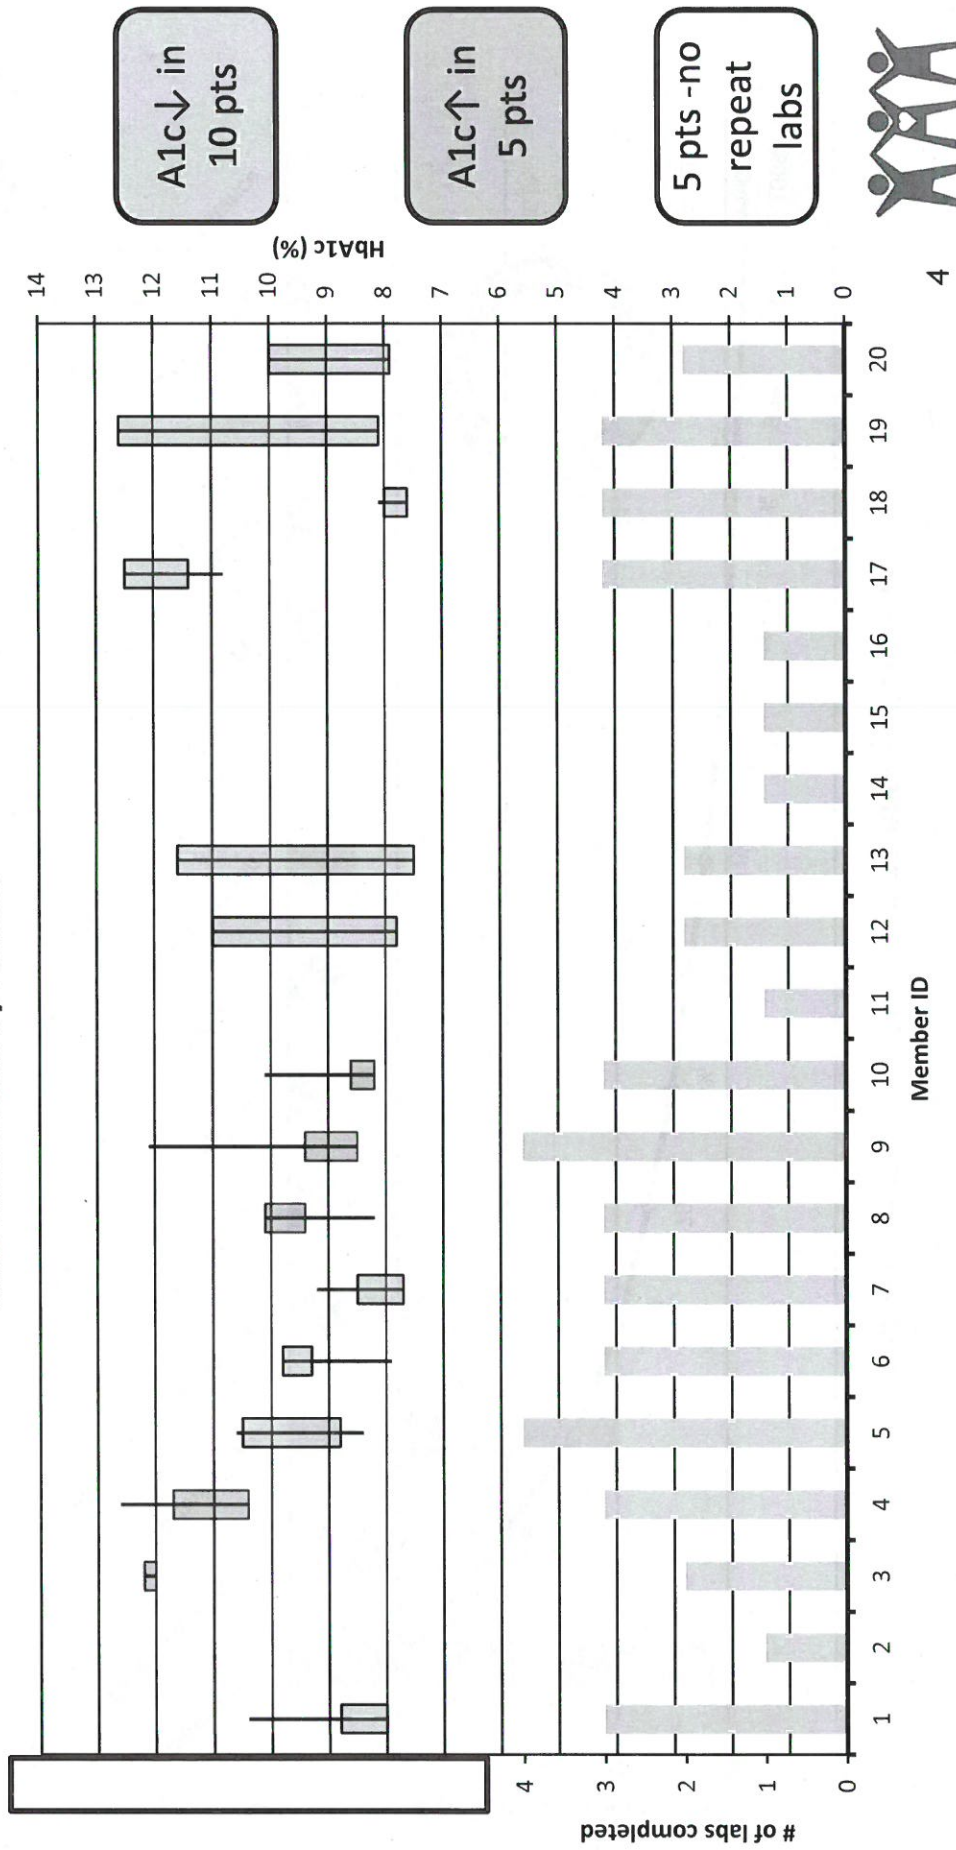 A1c↓ in
10 pts
A1c↑ in
5 pts
5 pts -no
repeat
labs
HbA1c (%)
14
13
12
11
10
9
8
7
6
5
4
3
2
1
0
# of labs completed
4
3
2
1
0
1 2 3 4 5 6 7 8 9 10 11 12 13 14 15 16 17 18 19 20
Member ID
4